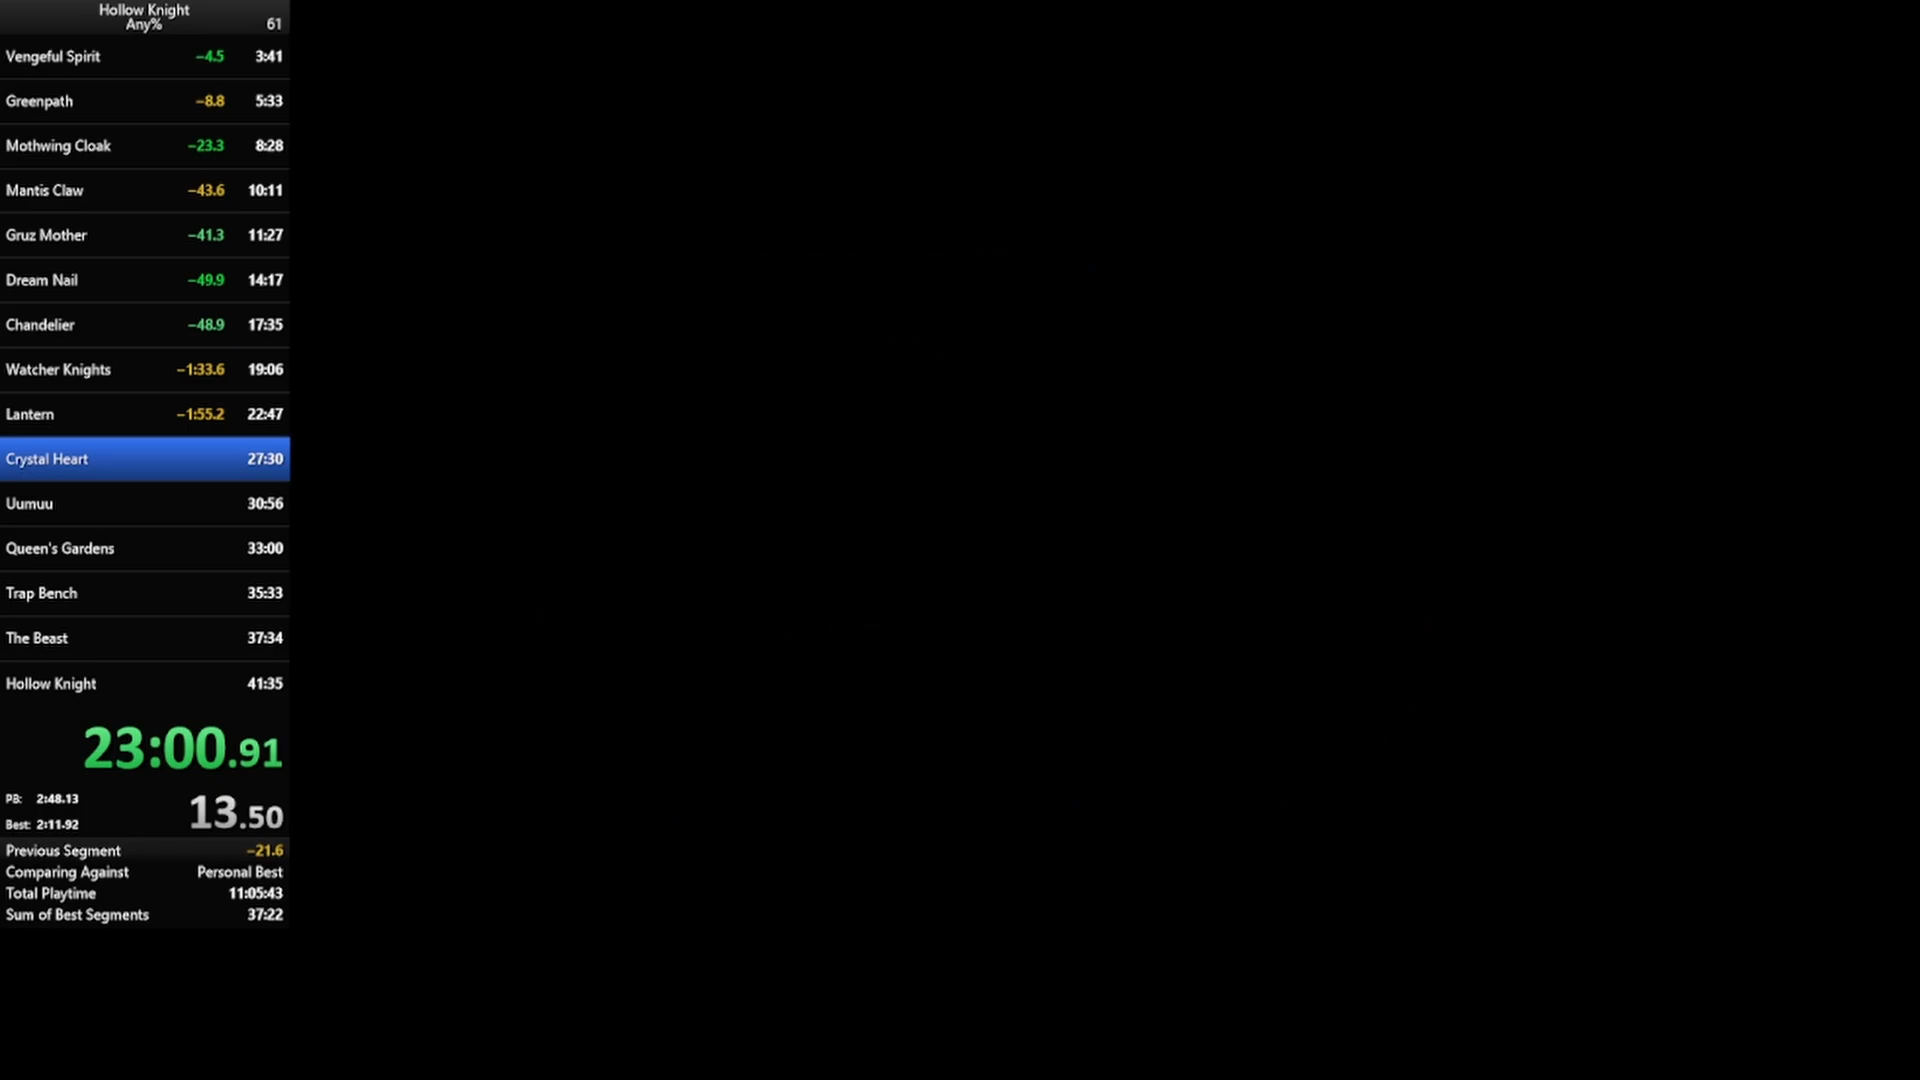 Hollow Knight
Any% 61
Vengeful Spirit −4.5 3:41
Greenpath −8.8 5:33
Mothwing Cloak −23.3 8:28
Mantis Claw −43.6 10:11
Gruz Mother −41.3 11:27
Dream Nail −49.9 14:17
Chandelier −48.9 17:35
Watcher Knights −1:33.6 19:06
Lantern −1:55.2 22:47
Crystal Heart 27:30
Uumuu 30:56
Queen's Gardens 33:00
Trap Bench 35:33
The Beast 37:34
Hollow Knight 41:35
23:00.91
PB: 2:48.13 13.50
Best: 2:11.92
Previous Segment −21.6
Comparing Against Personal Best
Total Playtime 11:05:43
Sum of Best Segments 37:22